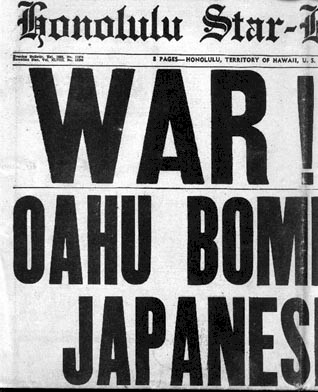 Honolulu Star-
8 PAGES—HONOLULU, TERRITORY OF HAWAII, U. S.
WAR!
OAHU BOM
JAPANES